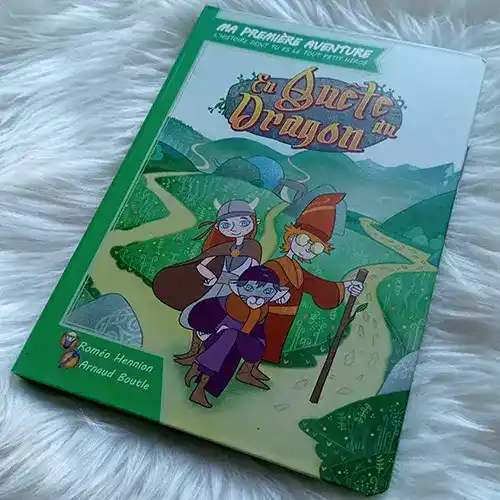 MA PREMIÈRE AVENTURE
L'HISTOIRE DONT TU ES LE TOUT PETIT HÉROS
En Quête du
Dragon
Roméo Hennion
Arnaud Boutle